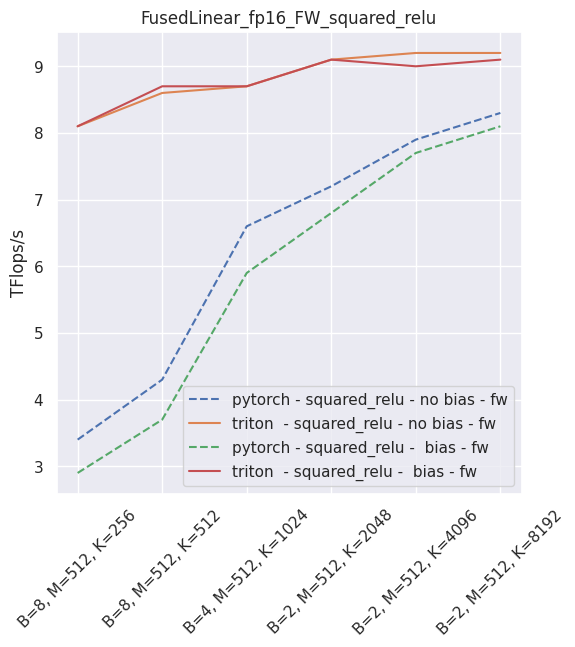 FusedLinear_fp16_FW_squared_relu
TFlops/s
9
8
7
6
5
4
3
pytorch - squared_relu - no bias - fw
triton  - squared_relu - no bias - fw
pytorch - squared_relu -  bias - fw
triton  - squared_relu -  bias - fw
B=8, M=512, K=256
B=8, M=512, K=512
B=4, M=512, K=1024
B=2, M=512, K=2048
B=2, M=512, K=4096
B=2, M=512, K=8192